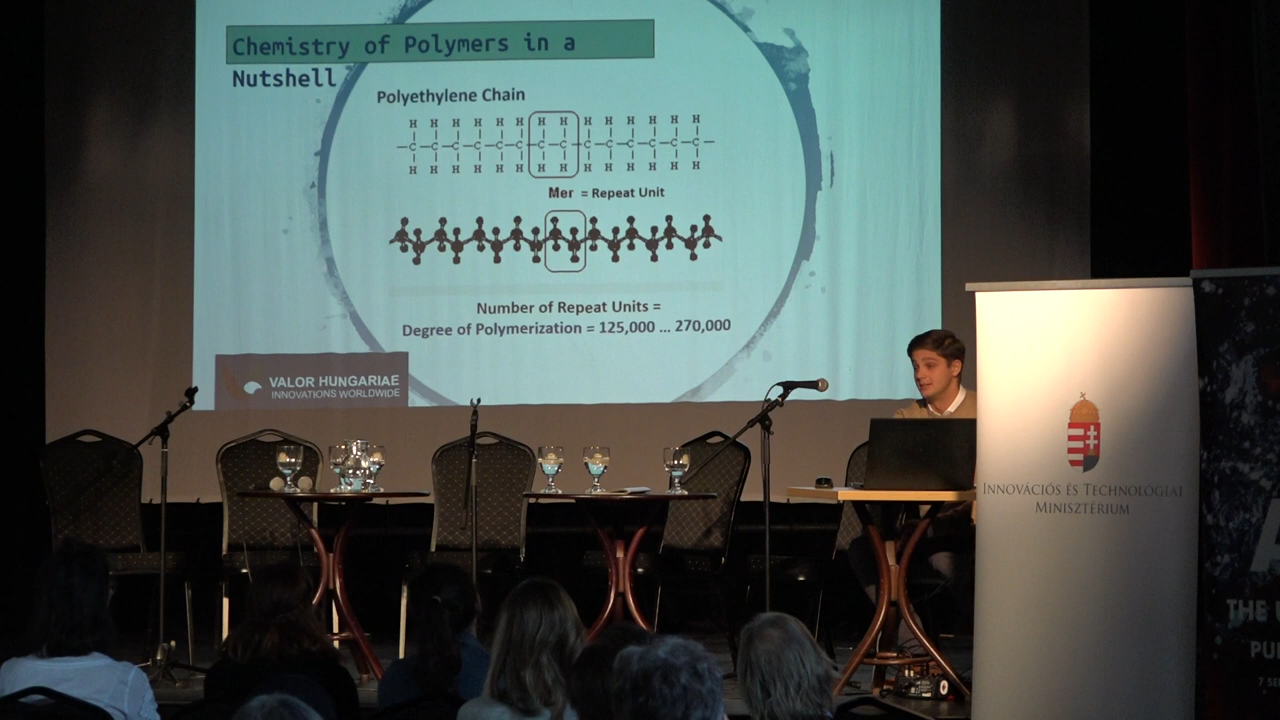 Chemistry of Polymers in a
Nutshell
Polyethylene Chain
H H H H H H H H H H H H H H
—C—C—C—C—C—C—C—C—C—C—C—C—C—C—
H H H H H H H H H H H H H H
Mer = Repeat Unit
Number of Repeat Units =
Degree of Polymerization = 125,000 ... 270,000
VALOR HUNGARIAE
INNOVATIONS WORLDWIDE
INNOVÁCIÓS ÉS TECHNOLÓGIAI
MINISZTÉRIUM
THE